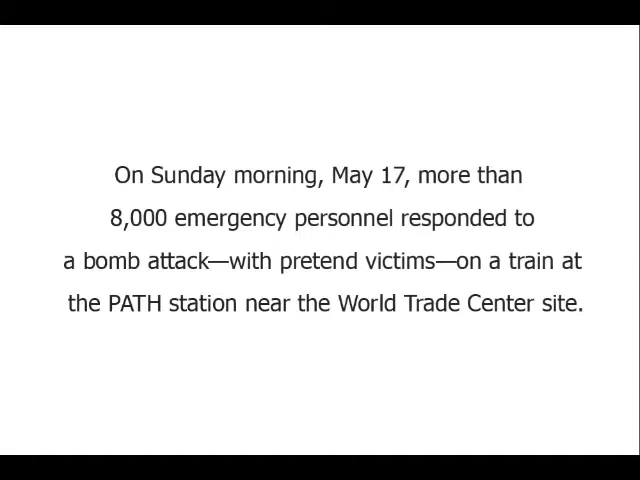 On Sunday morning, May 17, more than
8,000 emergency personnel responded to
a bomb attack—with pretend victims—on a train at
the PATH station near the World Trade Center site.